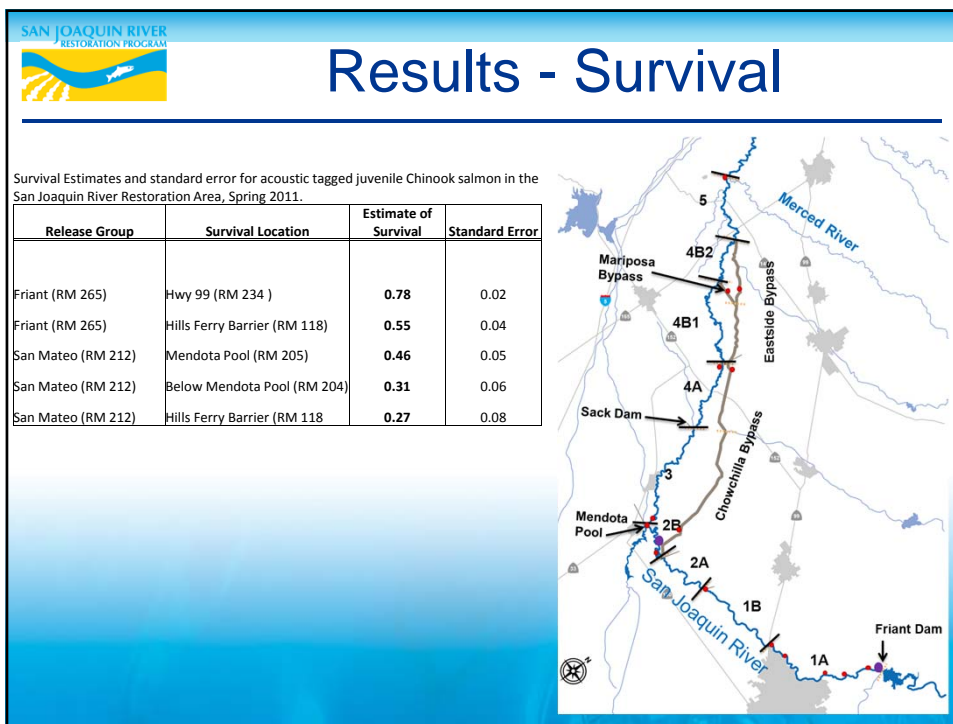 SAN JOAQUIN RIVER
RESTORATION PROGRAM
Results - Survival
Survival Estimates and standard error for acoustic tagged juvenile Chinook salmon in the
San Joaquin River Restoration Area, Spring 2011.
Release Group Survival Location Estimate of Survival Standard Error
Friant (RM 265) Hwy 99 (RM 234 ) 0.78 0.02
Friant (RM 265) Hills Ferry Barrier (RM 118) 0.55 0.04
San Mateo (RM 212) Mendota Pool (RM 205) 0.46 0.05
San Mateo (RM 212) Below Mendota Pool (RM 204) 0.31 0.06
San Mateo (RM 212) Hills Ferry Barrier (RM 118 0.27 0.08
5
Merced River
4B2
Mariposa
Bypass
Eastside Bypass
4B1
4A
Sack Dam
Chowchilla Bypass
3
Mendota
Pool
2B
2A
San Joaquin River
1B
Friant Dam
1A
N